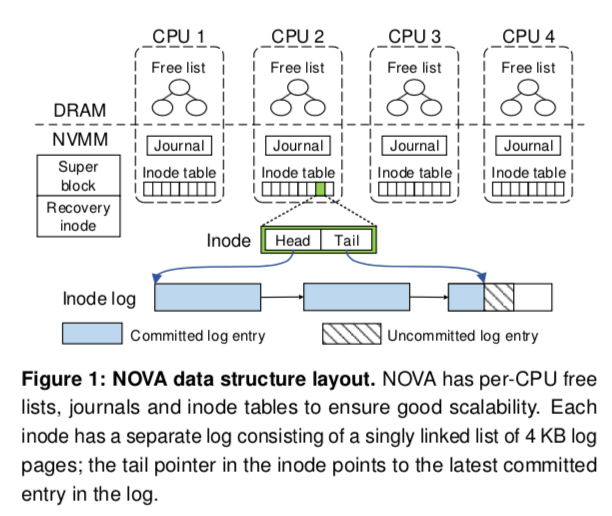 CPU 1 CPU 2 CPU 3 CPU 4
Free list Free list Free list Free list
DRAM
NVMM
Journal Journal Journal Journal
Super
block
Inode table Inode table Inode table Inode table
Recovery
inode
Inode Head Tail
Inode log
Committed log entry Uncommitted log entry
Figure 1: NOVA data structure layout. NOVA has per-CPU free
lists, journals and inode tables to ensure good scalability. Each
inode has a separate log consisting of a singly linked list of 4 KB log
pages; the tail pointer in the inode points to the latest committed
entry in the log.